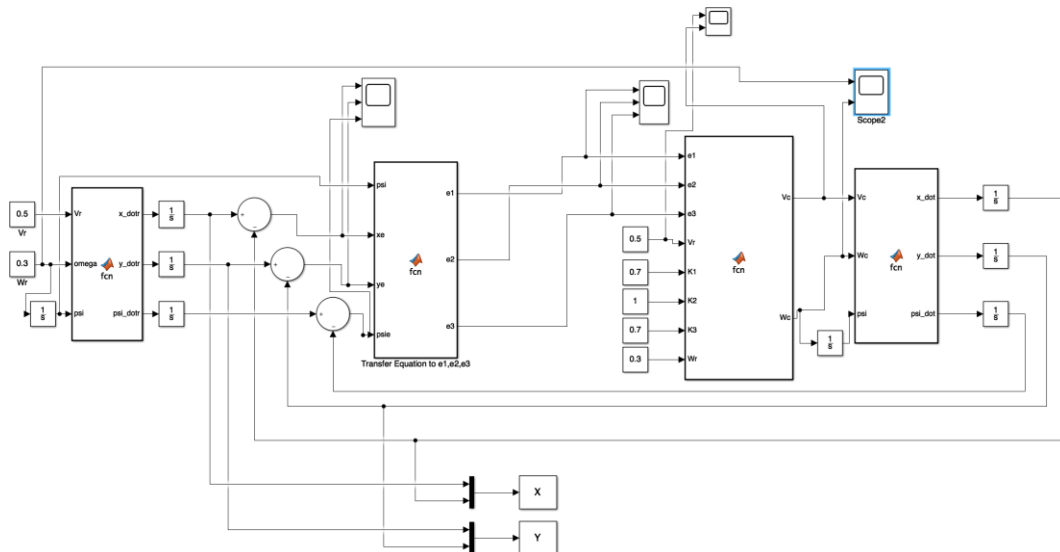 Scope2
0.5
Vr
0.3
Wr
1
s
Vr
omega
psi
fcn
x_dotr
y_dotr
psi_dotr
1
s
1
s
1
s
+
−
+
−
+
−
psi
xe
ye
psie
fcn
e1
e2
e3
Transfer Equation to e1,e2,e3
0.5
0.7
1
0.7
0.3
e1
e2
e3
Vr
K1
K2
K3
Wr
fcn
Vc
Wc
1
s
Vc
Wc
psi
fcn
x_dot
y_dot
psi_dot
1
s
1
s
1
s
X
Y